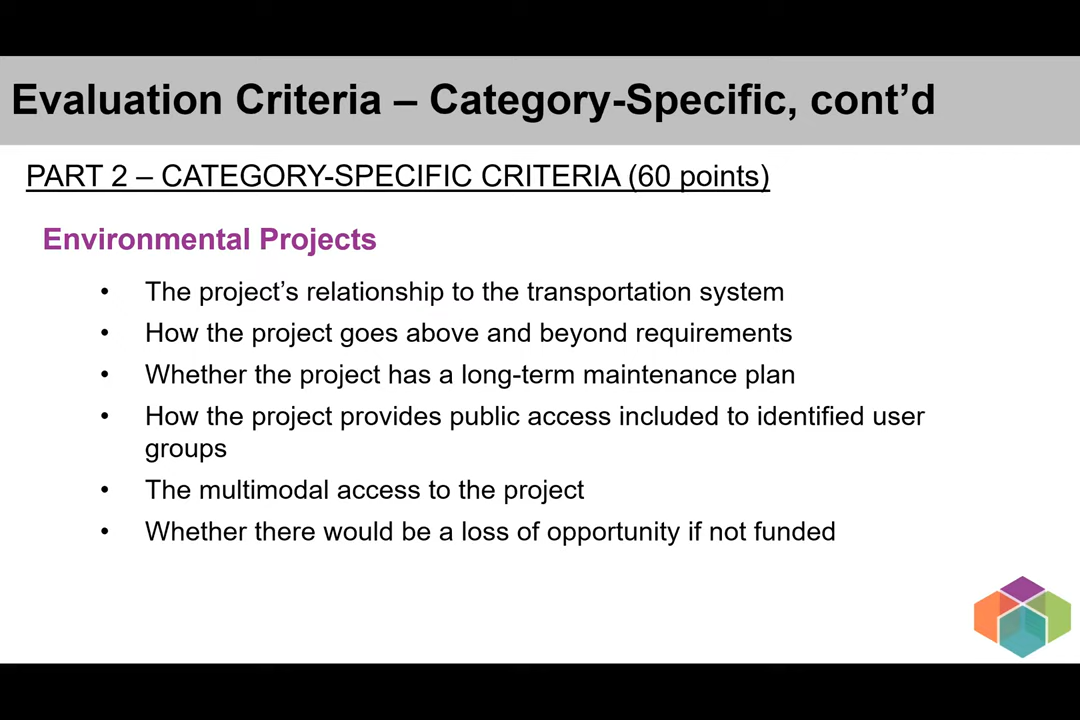 Evaluation Criteria – Category-Specific, cont’d
PART 2 – CATEGORY-SPECIFIC CRITERIA (60 points)
Environmental Projects
• The project’s relationship to the transportation system
• How the project goes above and beyond requirements
• Whether the project has a long-term maintenance plan
• How the project provides public access included to identified user
groups
• The multimodal access to the project
• Whether there would be a loss of opportunity if not funded